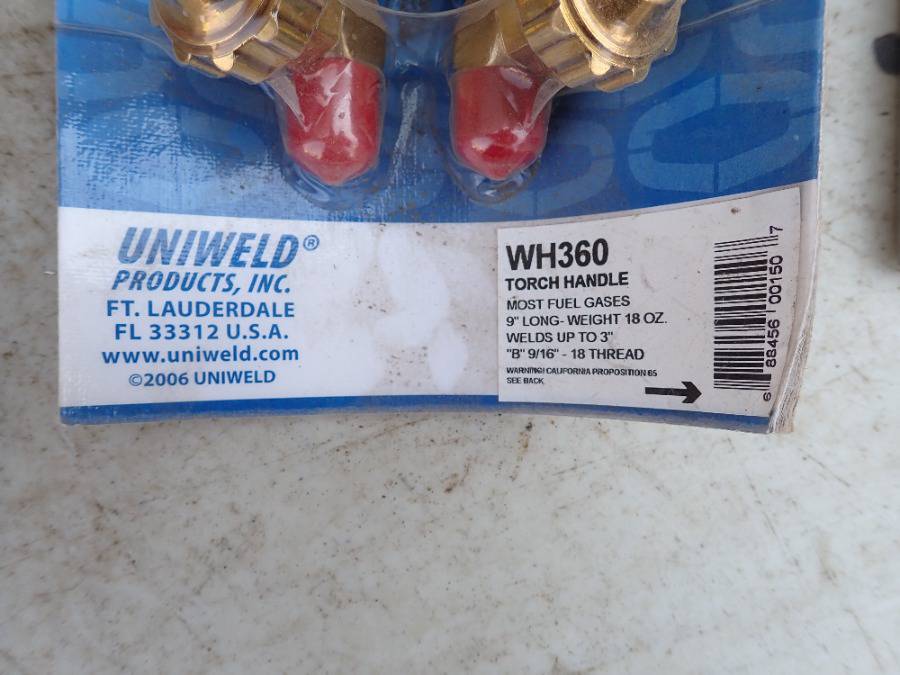 UNIWELD®
PRODUCTS, INC.
FT. LAUDERDALE
FL 33312 U.S.A.
www.uniweld.com
©2006 UNIWELD
WH360
TORCH HANDLE
MOST FUEL GASES
9" LONG- WEIGHT 18 OZ.
WELDS UP TO 3"
"B" 9/16" - 18 THREAD
WARNING! CALIFORNIA PROPOSITION 65
SEE BACK
6 88456 00150 7